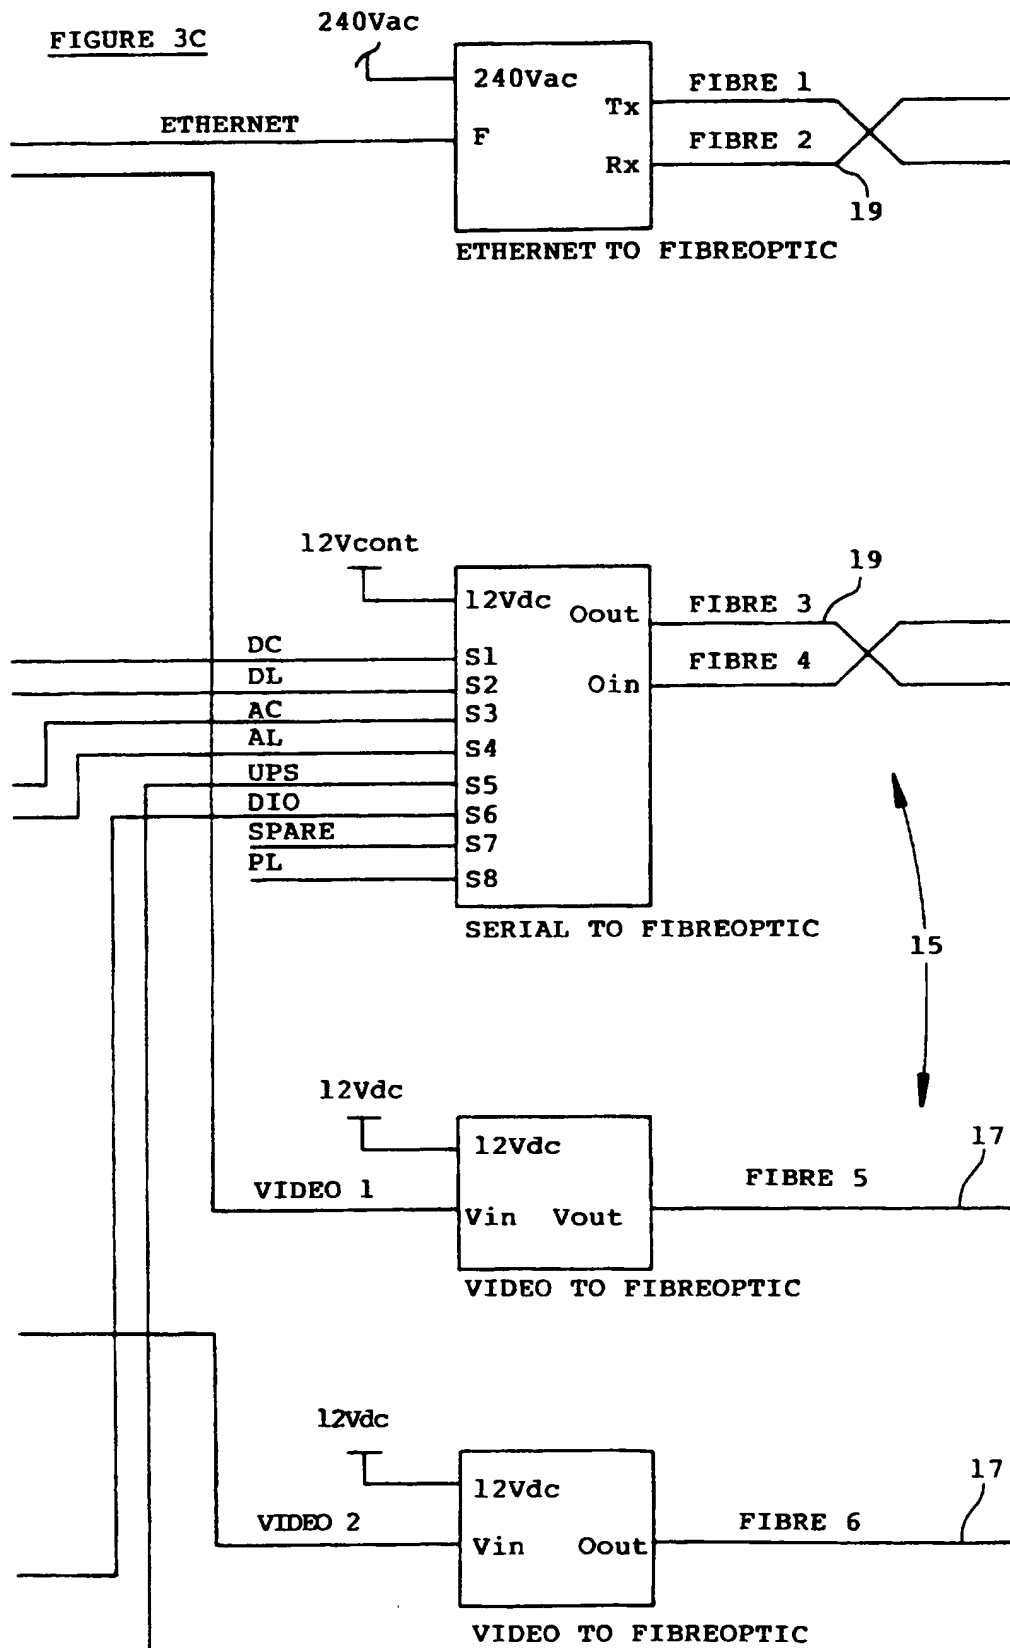 FIGURE 3C
240Vac
240Vac
Tx
FIBRE 1
ETHERNET
F
FIBRE 2
Rx
19
ETHERNET TO FIBREOPTIC
12Vcont
12Vdc
Oout
FIBRE 3
19
DC
S1
FIBRE 4
DL
S2
Oin
AC
S3
AL
S4
UPS
S5
DIO
S6
SPARE
S7
PL
S8
SERIAL TO FIBREOPTIC
15
12Vdc
12Vdc
17
VIDEO 1
FIBRE 5
Vin
Vout
VIDEO TO FIBREOPTIC
12Vdc
12Vdc
17
VIDEO 2
FIBRE 6
Vin
Oout
VIDEO TO FIBREOPTIC